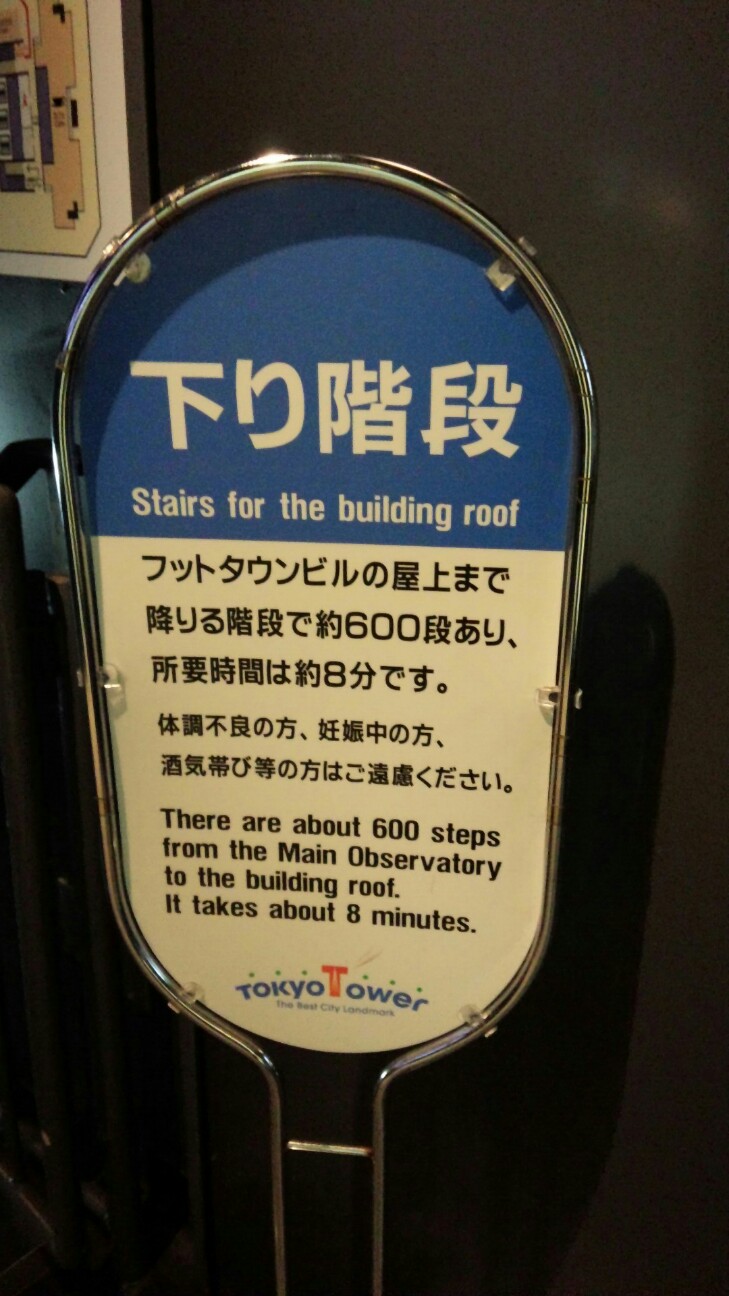 下り階段
Stairs for the building roof
フットタウンビルの屋上まで
降りる階段で約600段あり、
所要時間は約8分です。
体調不良の方、妊娠中の方、
酒気帯び等の方はご遠慮ください。
There are about 600 steps
from the Main Observatory
to the building roof.
It takes about 8 minutes.
TokyoTower
The Best City Landmark